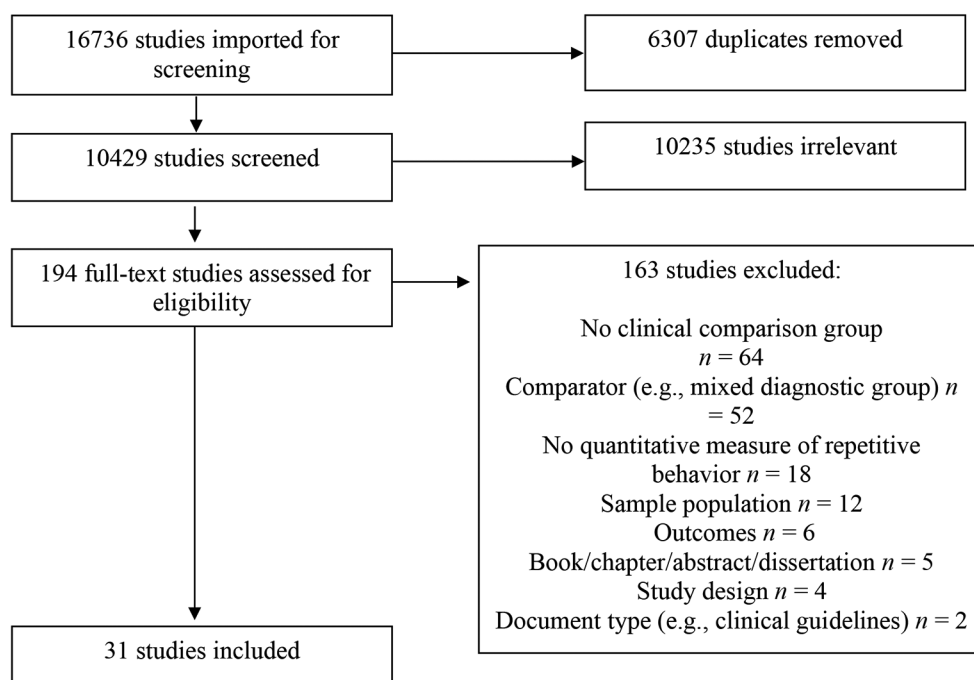 16736 studies imported for
screening
6307 duplicates removed
10429 studies screened
10235 studies irrelevant
194 full-text studies assessed for
eligibility
163 studies excluded:
No clinical comparison group
n = 64
Comparator (e.g., mixed diagnostic group) n
= 52
No quantitative measure of repetitive
behavior n = 18
Sample population n = 12
Outcomes n = 6
Book/chapter/abstract/dissertation n = 5
Study design n = 4
Document type (e.g., clinical guidelines) n = 2
31 studies included